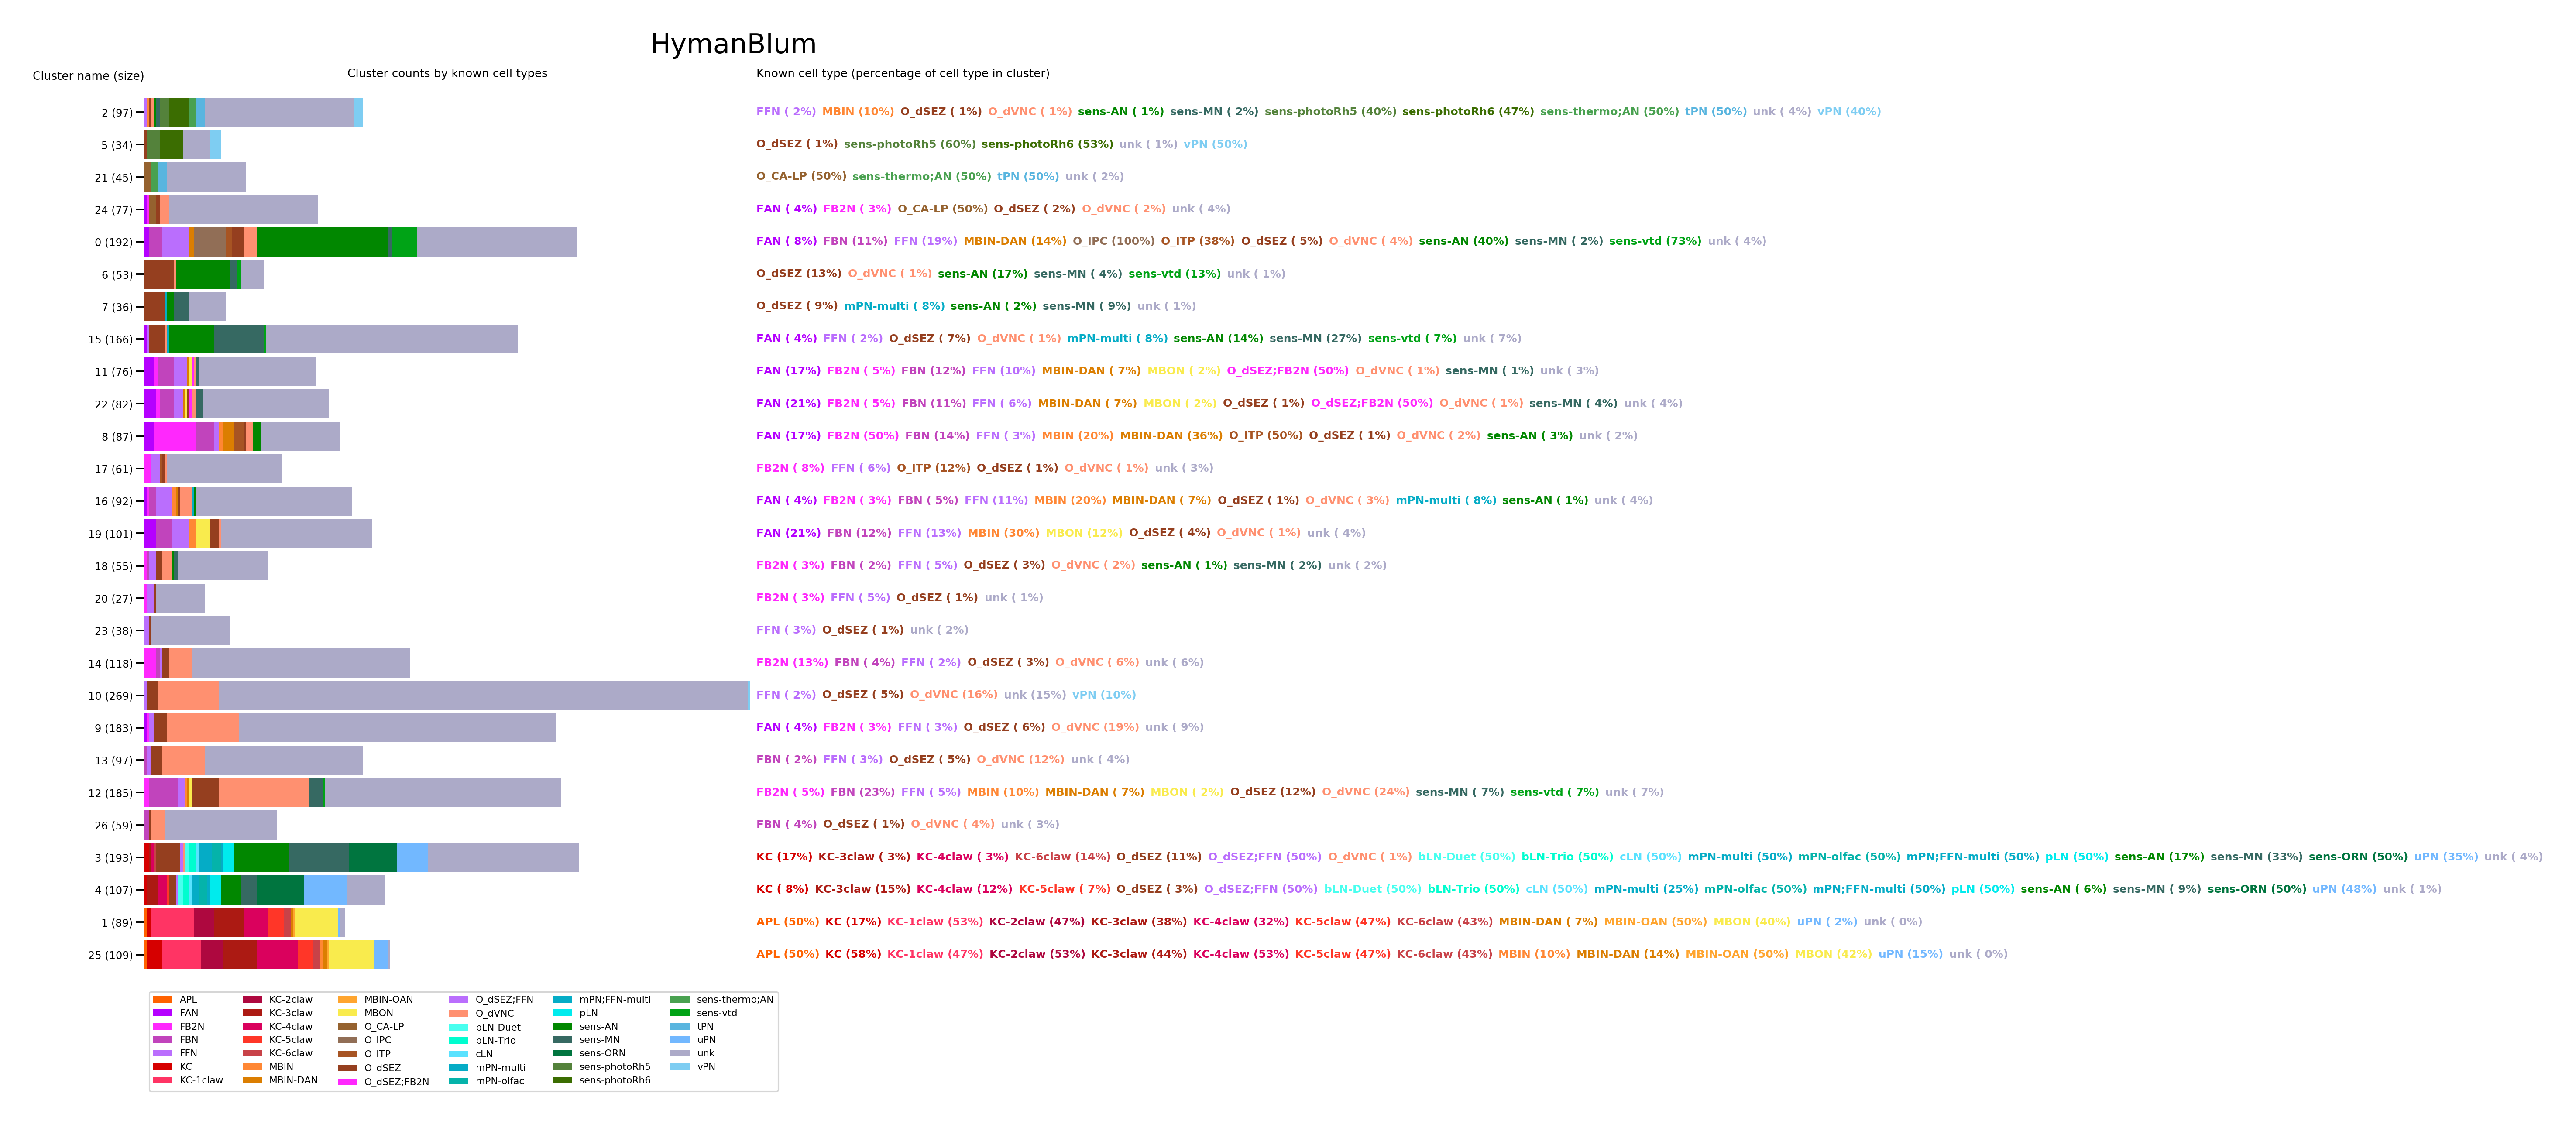 HymanBlum
Cluster name (size) Cluster counts by known cell types Known cell type (percentage of cell type in cluster)
2 (97) FFN ( 2%) MBIN (10%) O_dSEZ ( 1%) O_dVNC ( 1%) sens-AN ( 1%) sens-MN ( 2%) sens-photoRh5 (40%) sens-photoRh6 (47%) sens-thermo;AN (50%) tPN (50%) unk ( 4%) vPN (40%)
5 (34) O_dSEZ ( 1%) sens-photoRh5 (60%) sens-photoRh6 (53%) unk ( 1%) vPN (50%)
21 (45) O_CA-LP (50%) sens-thermo;AN (50%) tPN (50%) unk ( 2%)
24 (77) FAN ( 4%) FB2N ( 3%) O_CA-LP (50%) O_dSEZ ( 2%) O_dVNC ( 2%) unk ( 4%)
0 (192) FAN ( 8%) FBN (11%) FFN (19%) MBIN-DAN (14%) O_IPC (100%) O_ITP (38%) O_dSEZ ( 5%) O_dVNC ( 4%) sens-AN (40%) sens-MN ( 2%) sens-vtd (73%) unk ( 4%)
6 (53) O_dSEZ (13%) O_dVNC ( 1%) sens-AN (17%) sens-MN ( 4%) sens-vtd (13%) unk ( 1%)
7 (36) O_dSEZ ( 9%) mPN-multi ( 8%) sens-AN ( 2%) sens-MN ( 9%) unk ( 1%)
15 (166) FAN ( 4%) FFN ( 2%) O_dSEZ ( 7%) O_dVNC ( 1%) mPN-multi ( 8%) sens-AN (14%) sens-MN (27%) sens-vtd ( 7%) unk ( 7%)
11 (76) FAN (17%) FB2N ( 5%) FBN (12%) FFN (10%) MBIN-DAN ( 7%) MBON ( 2%) O_dSEZ;FB2N (50%) O_dVNC ( 1%) sens-MN ( 1%) unk ( 3%)
22 (82) FAN (21%) FB2N ( 5%) FBN (11%) FFN ( 6%) MBIN-DAN ( 7%) MBON ( 2%) O_dSEZ ( 1%) O_dSEZ;FB2N (50%) O_dVNC ( 1%) sens-MN ( 4%) unk ( 4%)
8 (87) FAN (17%) FB2N (50%) FBN (14%) FFN ( 3%) MBIN (20%) MBIN-DAN (36%) O_ITP (50%) O_dSEZ ( 1%) O_dVNC ( 2%) sens-AN ( 3%) unk ( 2%)
17 (61) FB2N ( 8%) FFN ( 6%) O_ITP (12%) O_dSEZ ( 1%) O_dVNC ( 1%) unk ( 3%)
16 (92) FAN ( 4%) FB2N ( 3%) FBN ( 5%) FFN (11%) MBIN (20%) MBIN-DAN ( 7%) O_dSEZ ( 1%) O_dVNC ( 3%) mPN-multi ( 8%) sens-AN ( 1%) unk ( 4%)
19 (101) FAN (21%) FBN (12%) FFN (13%) MBIN (30%) MBON (12%) O_dSEZ ( 4%) O_dVNC ( 1%) unk ( 4%)
18 (55) FB2N ( 3%) FBN ( 2%) FFN ( 5%) O_dSEZ ( 3%) O_dVNC ( 2%) sens-AN ( 1%) sens-MN ( 2%) unk ( 2%)
20 (27) FB2N ( 3%) FFN ( 5%) O_dSEZ ( 1%) unk ( 1%)
23 (38) FFN ( 3%) O_dSEZ ( 1%) unk ( 2%)
14 (118) FB2N (13%) FBN ( 4%) FFN ( 2%) O_dSEZ ( 3%) O_dVNC ( 6%) unk ( 6%)
10 (269) FFN ( 2%) O_dSEZ ( 5%) O_dVNC (16%) unk (15%) vPN (10%)
9 (183) FAN ( 4%) FB2N ( 3%) FFN ( 3%) O_dSEZ ( 6%) O_dVNC (19%) unk ( 9%)
13 (97) FBN ( 2%) FFN ( 3%) O_dSEZ ( 5%) O_dVNC (12%) unk ( 4%)
12 (185) FB2N ( 5%) FBN (23%) FFN ( 5%) MBIN (10%) MBIN-DAN ( 7%) MBON ( 2%) O_dSEZ (12%) O_dVNC (24%) sens-MN ( 7%) sens-vtd ( 7%) unk ( 7%)
26 (59) FBN ( 4%) O_dSEZ ( 1%) O_dVNC ( 4%) unk ( 3%)
3 (193) KC (17%) KC-3claw ( 3%) KC-4claw ( 3%) KC-6claw (14%) O_dSEZ (11%) O_dSEZ;FFN (50%) O_dVNC ( 1%) bLN-Duet (50%) bLN-Trio (50%) cLN (50%) mPN-multi (50%) mPN-olfac (50%) mPN;FFN-multi (50%) pLN (50%) sens-AN (17%) sens-MN (33%) sens-ORN (50%) uPN (35%) unk ( 4%)
4 (107) KC ( 8%) KC-3claw (15%) KC-4claw (12%) KC-5claw ( 7%) O_dSEZ ( 3%) O_dSEZ;FFN (50%) bLN-Duet (50%) bLN-Trio (50%) cLN (50%) mPN-multi (25%) mPN-olfac (50%) mPN;FFN-multi (50%) pLN (50%) sens-AN ( 6%) sens-MN ( 9%) sens-ORN (50%) uPN (48%) unk ( 1%)
1 (89) APL (50%) KC (17%) KC-1claw (53%) KC-2claw (47%) KC-3claw (38%) KC-4claw (32%) KC-5claw (47%) KC-6claw (43%) MBIN-DAN ( 7%) MBIN-OAN (50%) MBON (40%) uPN ( 2%) unk ( 0%)
25 (109) APL (50%) KC (58%) KC-1claw (47%) KC-2claw (53%) KC-3claw (44%) KC-4claw (53%) KC-5claw (47%) KC-6claw (43%) MBIN (10%) MBIN-DAN (14%) MBIN-OAN (50%) MBON (42%) uPN (15%) unk ( 0%)
APL KC-2claw MBIN-OAN O_dSEZ;FFN mPN;FFN-multi sens-thermo;AN
FAN KC-3claw MBON O_dVNC pLN sens-vtd
FB2N KC-4claw O_CA-LP bLN-Duet sens-AN tPN
FBN KC-5claw O_IPC bLN-Trio sens-MN uPN
FFN KC-6claw O_ITP cLN sens-ORN unk
KC MBIN O_dSEZ mPN-multi sens-photoRh5 vPN
KC-1claw MBIN-DAN O_dSEZ;FB2N mPN-olfac sens-photoRh6